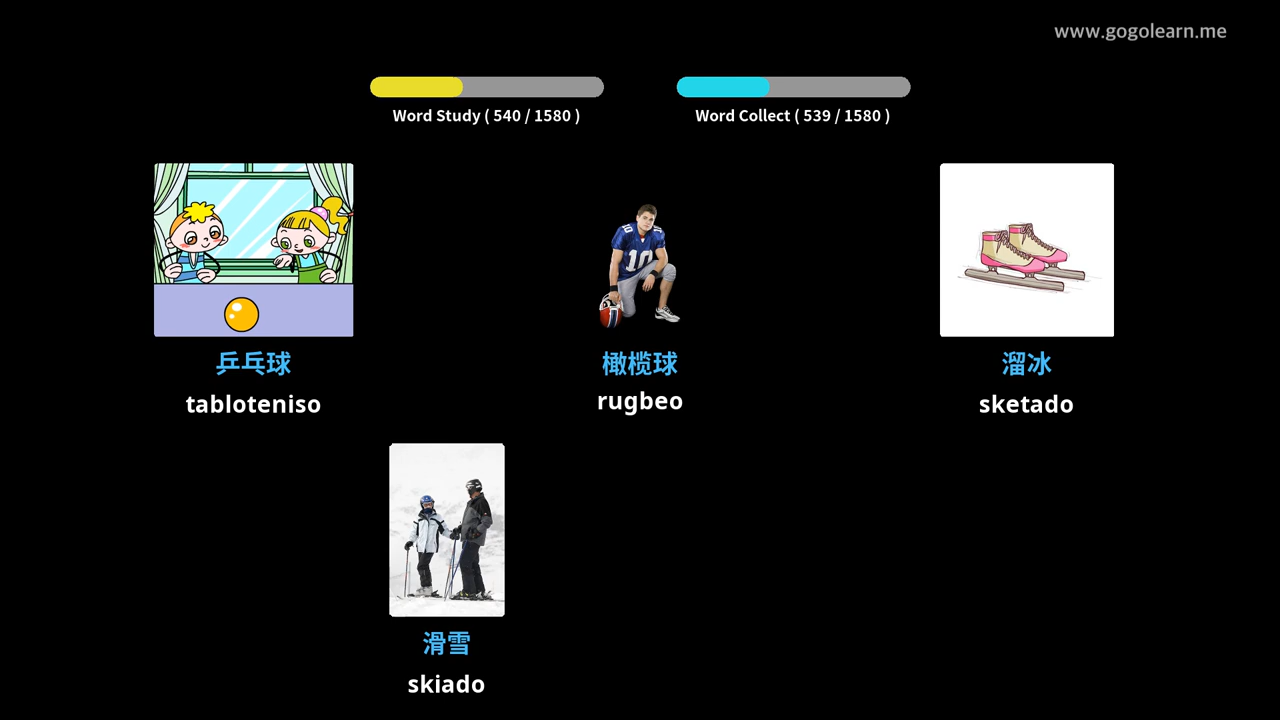 www.gogolearn.me
Word Study ( 540 / 1580 )
Word Collect ( 539 / 1580 )
乒乓球
橄榄球
溜冰
tabloteniso
rugbeo
sketado
10
滑雪
skiado